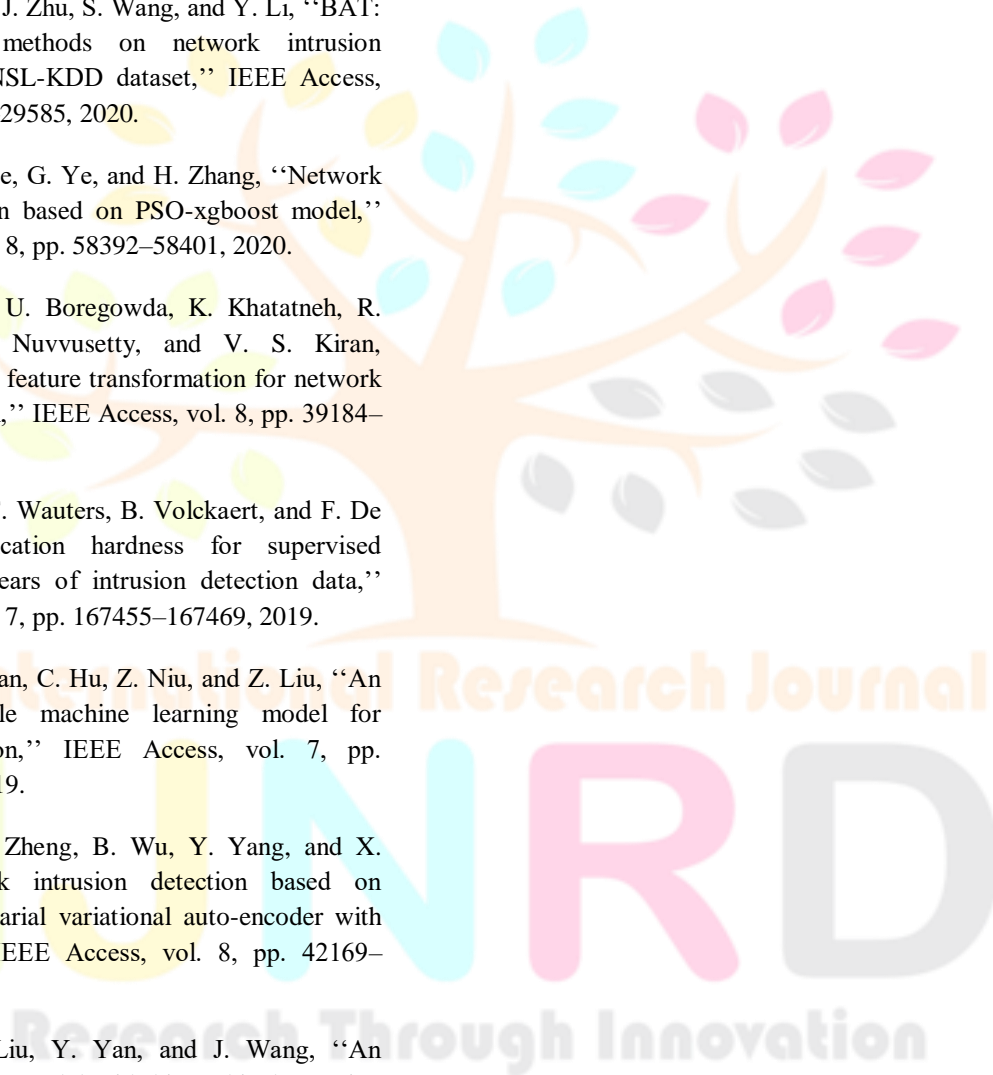 J. Zhu, S. Wang, and Y. Li, ‘‘BAT:
methods on network intrusion
NSL-KDD dataset,’’ IEEE Access,
29585, 2020.
e, G. Ye, and H. Zhang, ‘‘Network
n based on PSO-xgboost model,’’
8, pp. 58392–58401, 2020.
U. Boregowda, K. Khatatneh, R.
Nuvvusetty, and V. S. Kiran,
feature transformation for network
,’’ IEEE Access, vol. 8, pp. 39184–
. Wauters, B. Volckaert, and F. De
cation hardness for supervised
ears of intrusion detection data,’’
7, pp. 167455–167469, 2019.
an, C. Hu, Z. Niu, and Z. Liu, ‘‘An
le machine learning model for
on,’’ IEEE Access, vol. 7, pp.
19.
Zheng, B. Wu, Y. Yang, and X.
k intrusion detection based on
arial variational auto-encoder with
IEEE Access, vol. 8, pp. 42169–
Liu, Y. Yan, and J. Wang, ‘‘An
International Research Journal
IJNRD
Research Through Innovation